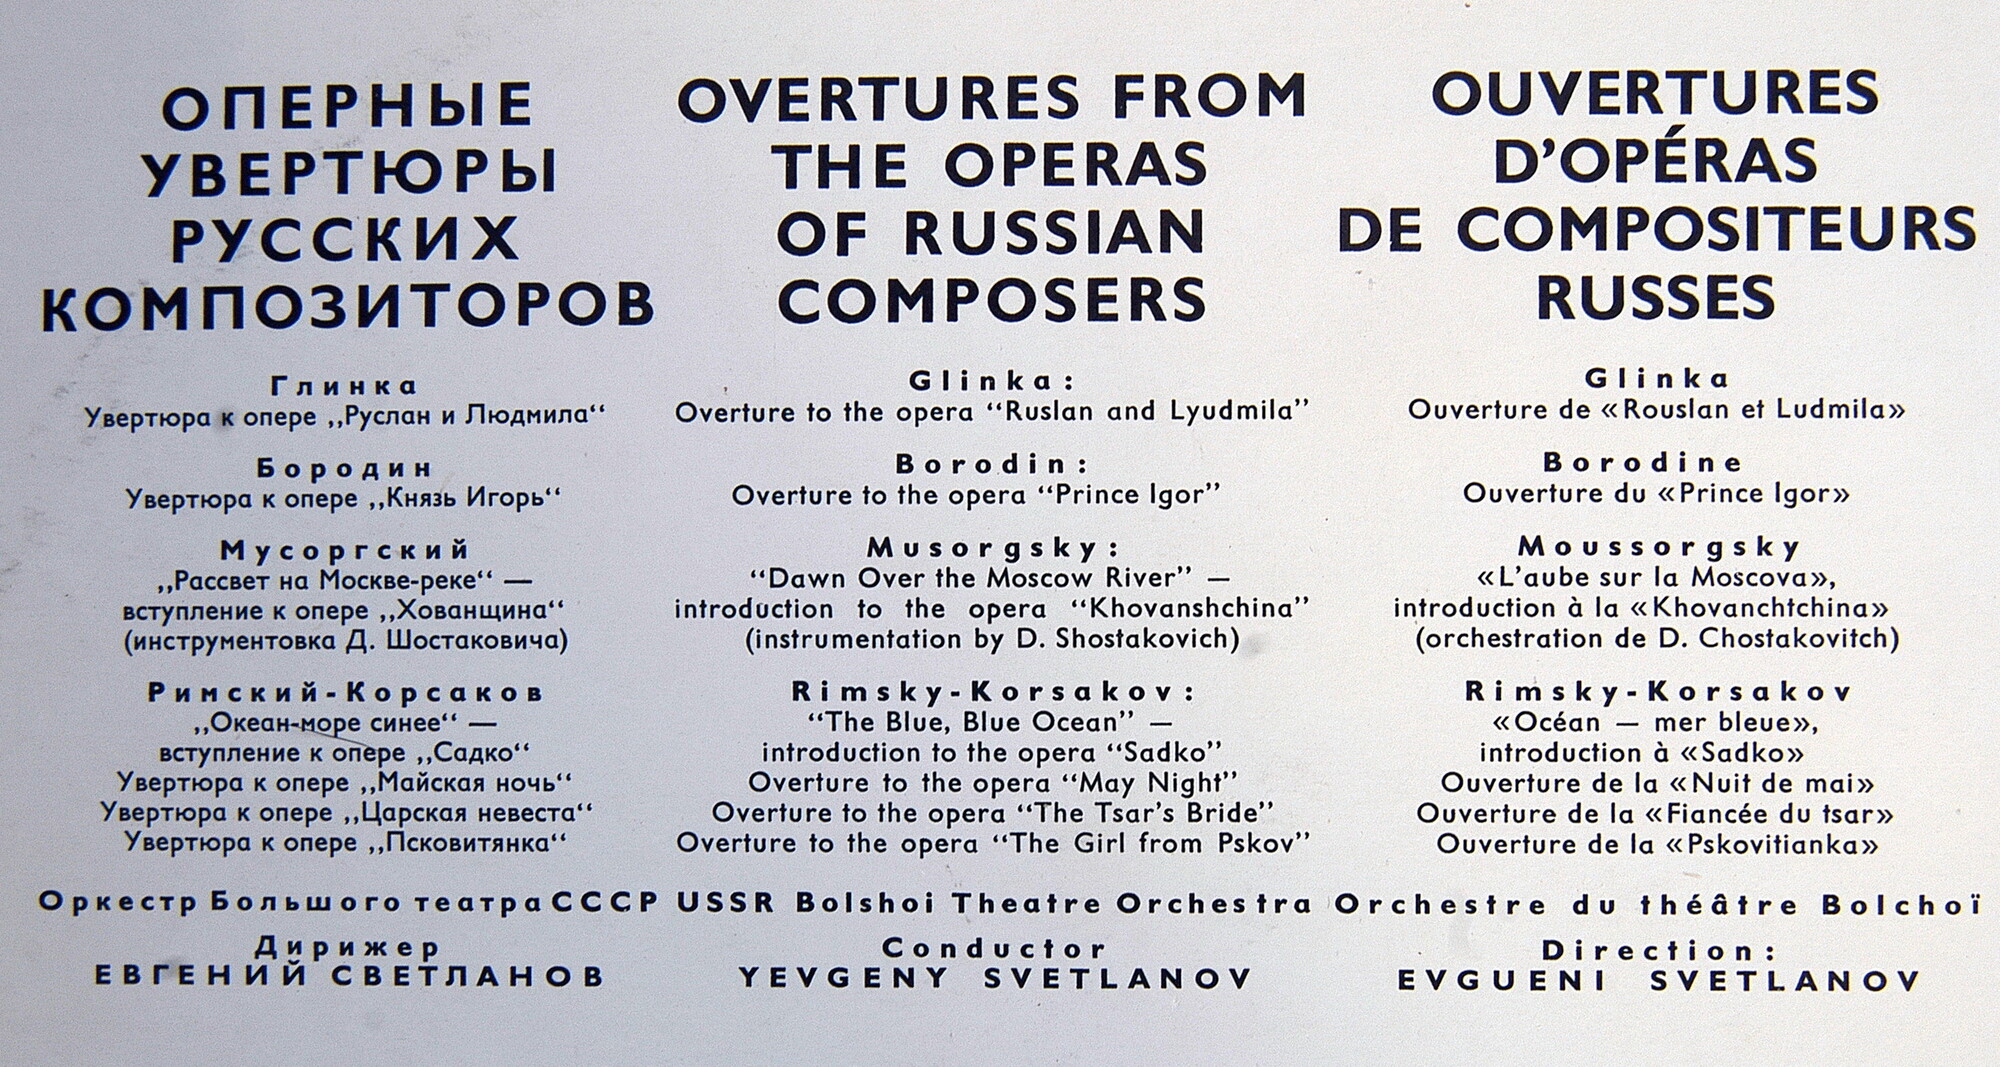 ОПЕРНЫЕ
УВЕРТЮРЫ
РУССКИХ
КОМПОЗИТОРОВ
Глинка
Увертюра к опере ,,Руслан и Людмила“
Бородин
Увертюра к опере ,,Князь Игорь“
Мусоргский
,,Рассвет на Москве-реке“ —
вступление к опере ,,Хованщина“
(инструментовка Д. Шостаковича)
Римский-Корсаков
,,Океан-море синее“ —
вступление к опере ,,Садко“
Увертюра к опере ,,Майская ночь“
Увертюра к опере ,,Царская невеста“
Увертюра к опере ,,Псковитянка“
Оркестр Большого театра СССР
Дирижер
ЕВГЕНИЙ СВЕТЛАНОВ
OVERTURES FROM
THE OPERAS
OF RUSSIAN
COMPOSERS
Glinka:
Overture to the opera “Ruslan and Lyudmila”
Borodin:
Overture to the opera “Prince Igor”
Musorgsky:
“Dawn Over the Moscow River” —
introduction to the opera “Khovanshchina”
(instrumentation by D. Shostakovich)
Rimsky-Korsakov:
“The Blue, Blue Ocean” —
introduction to the opera “Sadko”
Overture to the opera “May Night”
Overture to the opera “The Tsar’s Bride”
Overture to the opera “The Girl from Pskov”
USSR Bolshoi Theatre Orchestra
Conductor
YEVGENY SVETLANOV
OUVERTURES
D’OPÉRAS
DE COMPOSITEURS
RUSSES
Glinka
Ouverture de «Rouslan et Ludmila»
Borodine
Ouverture du «Prince Igor»
Moussorgsky
«L’aube sur la Moscova»,
introduction à la «Khovanchtchina»
(orchestration de D. Chostakovitch)
Rimsky-Korsakov
«Océan — mer bleue»,
introduction à «Sadko»
Ouverture de la «Nuit de mai»
Ouverture de la «Fiancée du tsar»
Ouverture de la «Pskovitianka»
Orchestre du théâtre Bolchoï
Direction:
EVGUENI SVETLANOV